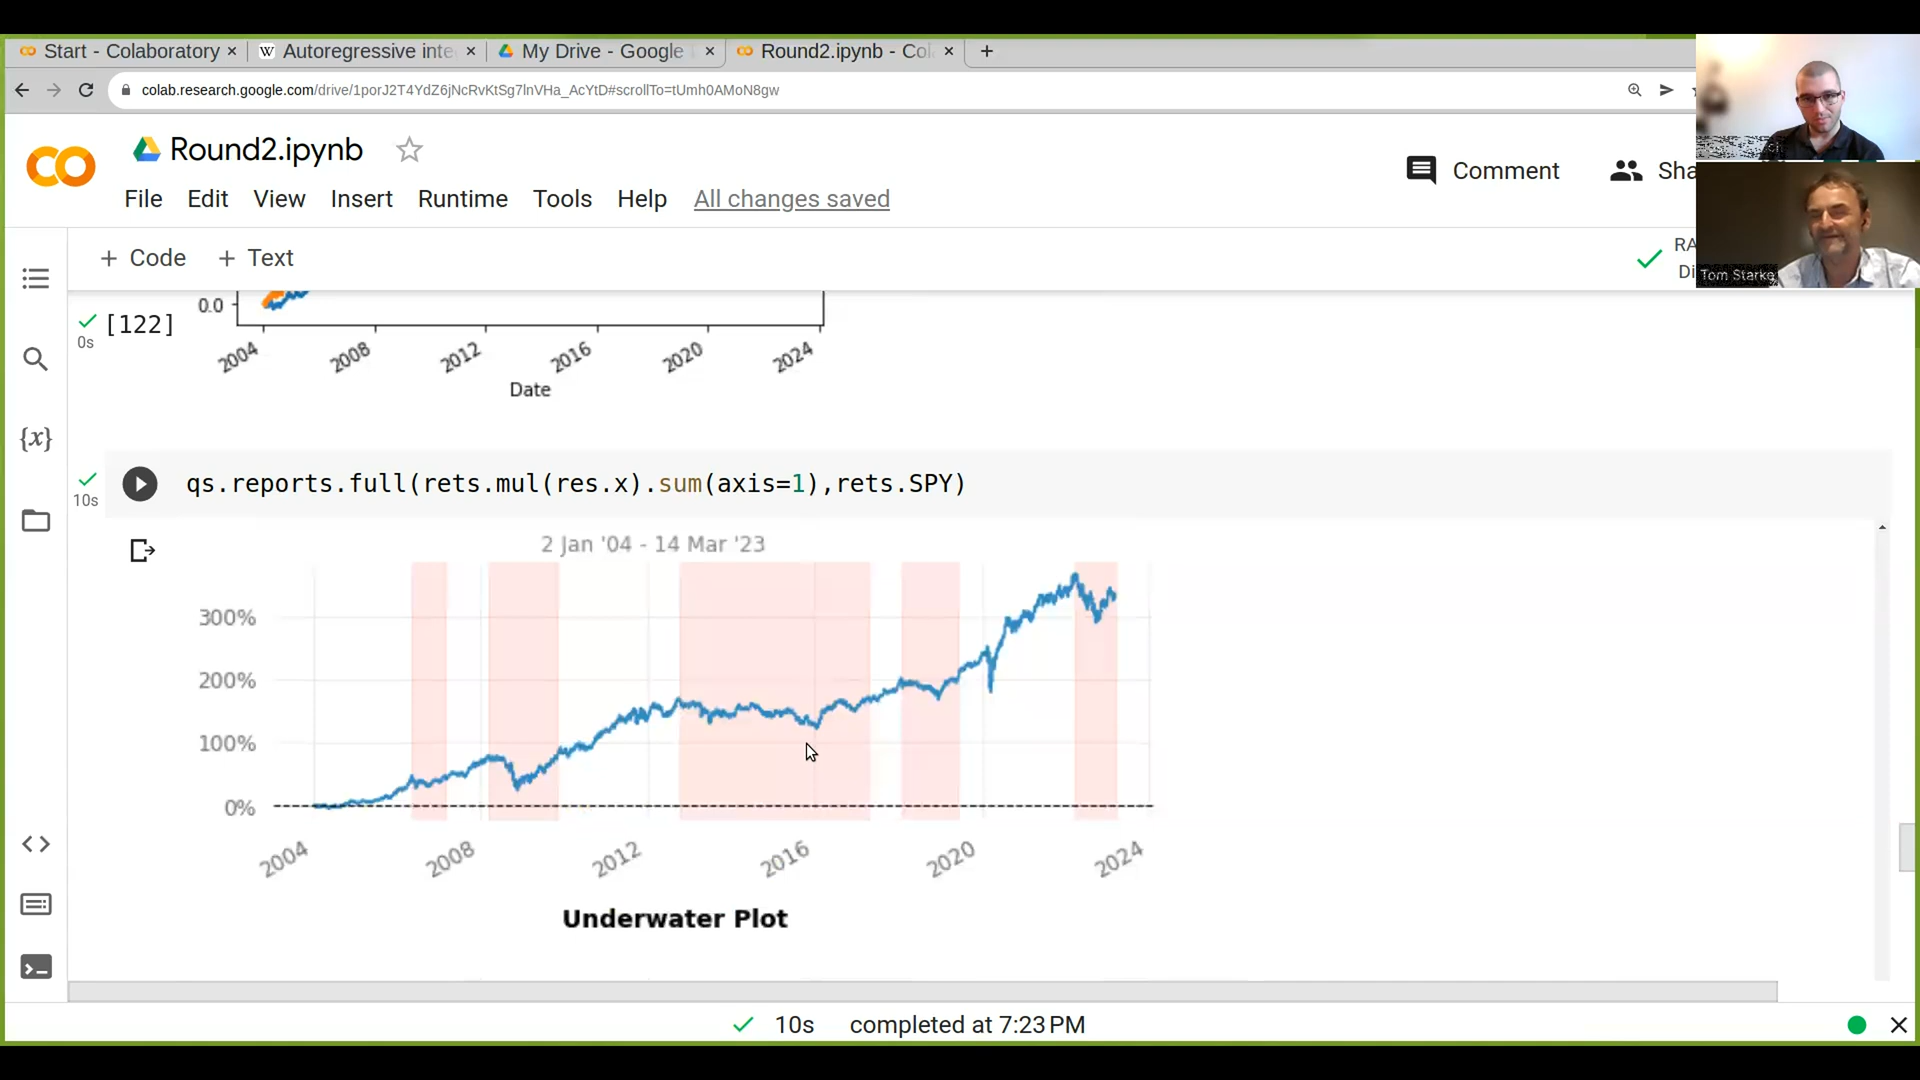 Start - Colaboratory
Autoregressive inte
My Drive - Google
Round2.ipynb - Col
colab.research.google.com/drive/1porJ2T4YdZ6jNcRvKtSg7lnVHa_AcYtD#scrollTo=tUmh0AMoN8gw
Round2.ipynb
Comment
Sha
File Edit View Insert Runtime Tools Help All changes saved
+ Code + Text
RA
Di
Tom Starke
[122]
0s
0.0
2004 2008 2012 2016 2020 2024
Date
10s
qs.reports.full(rets.mul(res.x).sum(axis=1),rets.SPY)
2 Jan '04 - 14 Mar '23
300%
200%
100%
0%
2004 2008 2012 2016 2020 2024
Underwater Plot
10s completed at 7:23 PM